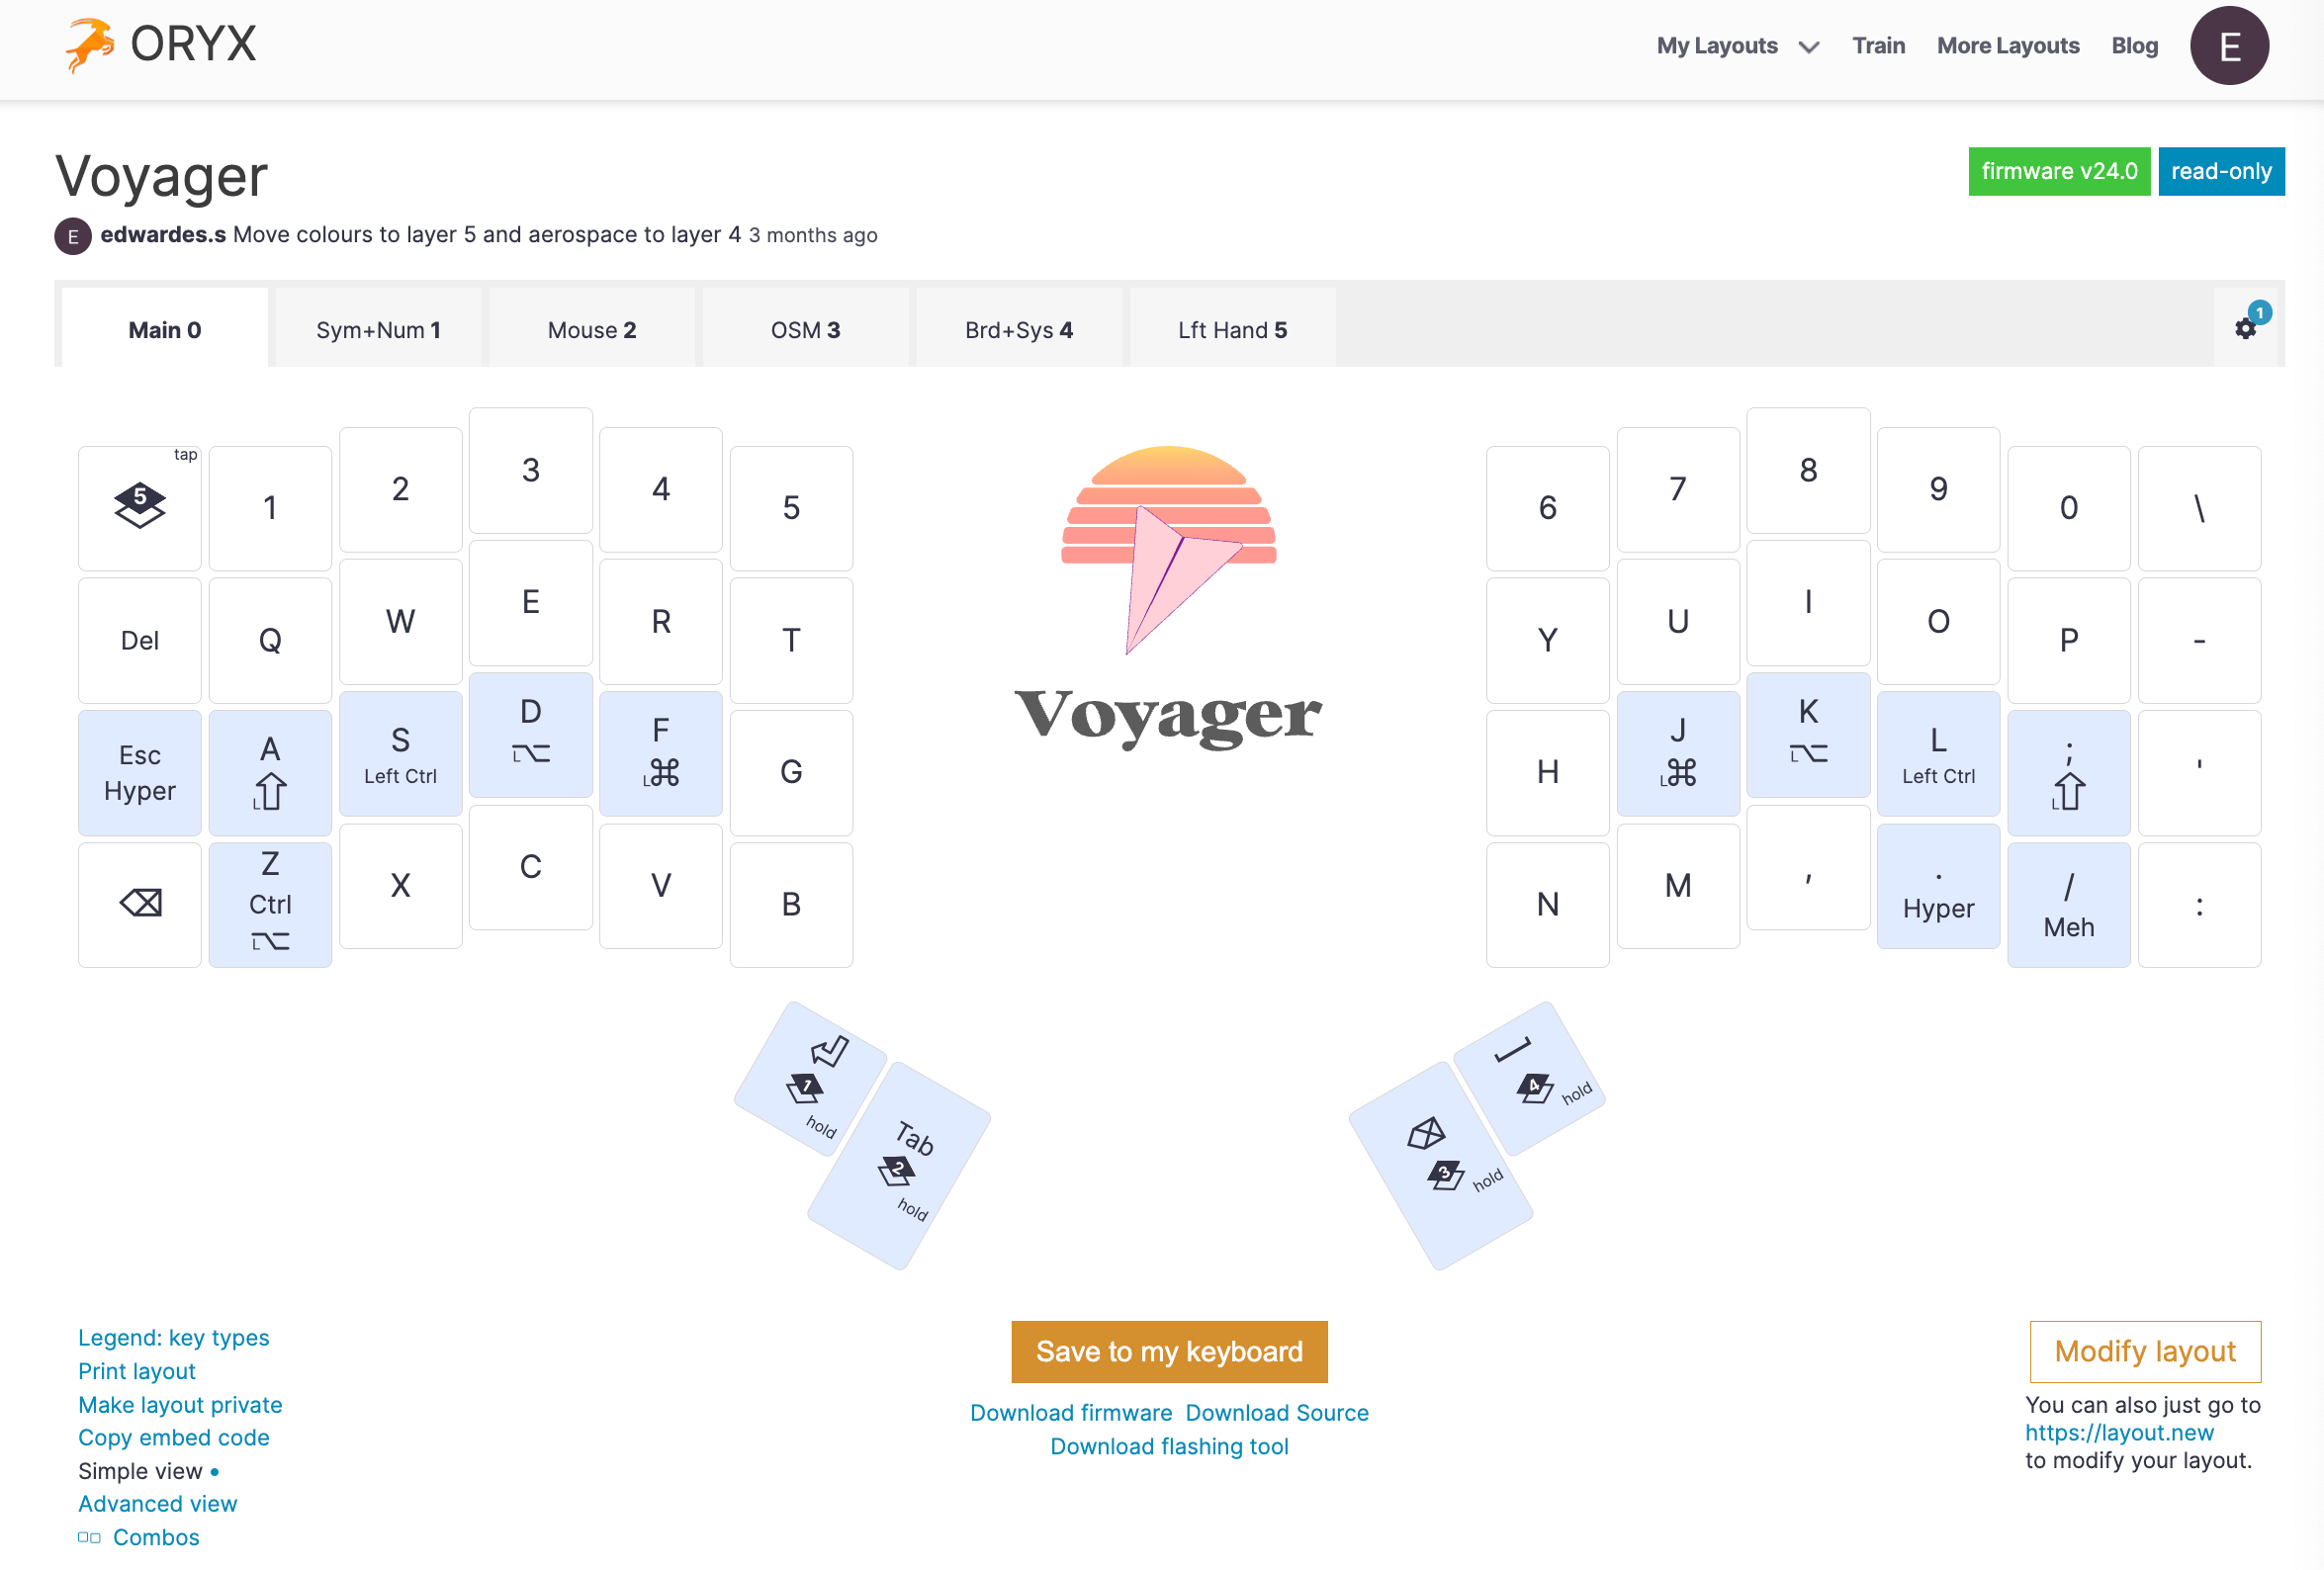 ORYX
My Layouts Train More Layouts Blog E
Voyager
firmware v24.0 read-only
E edwardes.s Move colours to layer 5 and aerospace to layer 4 3 months ago
Main 0 Sym+Num 1 Mouse 2 OSM 3 Brd+Sys 4 Lft Hand 5 1
tap
5 1 2 3 4 5 6 7 8 9 0 \
Del Q W E R T Y U I O P -
Esc Hyper A L⇧ S Left Ctrl D L⌥ F L⌘ G H J L⌘ K L⌥ L Left Ctrl ; L⇧ '
⌫ Z Ctrl L⌥ X C V B N M , . Hyper / Meh :
Voyager
1 hold
Tab 2 hold
3 hold
4 hold
Legend: key types
Print layout
Make layout private
Copy embed code
Simple view •
Advanced view
Combos
Save to my keyboard
Download firmware Download Source
Download flashing tool
Modify layout
You can also just go to
https://layout.new
to modify your layout.